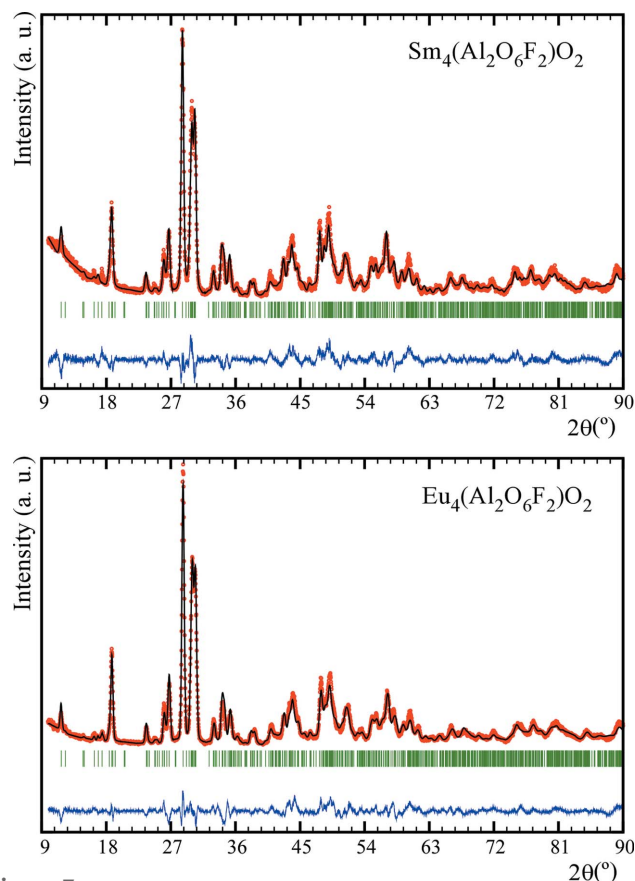 Intensity (a. u.)
Sm₄(Al₂O₆F₂)O₂
9 18 27 36 45 54 63 72 81 90
2θ(º)
Intensity (a. u.)
Eu₄(Al₂O₆F₂)O₂
9 18 27 36 45 54 63 72 81 90
2θ(º)